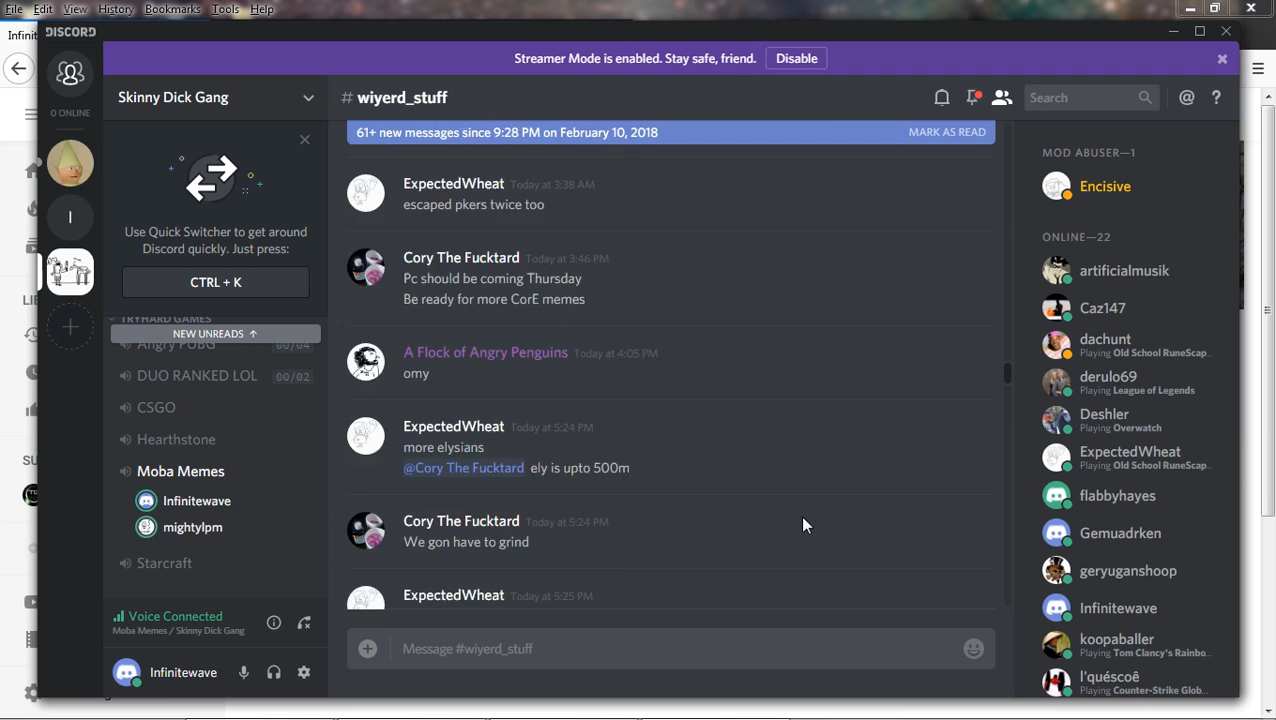 File Edit View History Bookmarks Tools Help
Infinit
DISCORD
Streamer Mode is enabled. Stay safe, friend. Disable
0 ONLINE
I
Skinny Dick Gang
Use Quick Switcher to get around
Discord quickly. Just press:
CTRL + K
TRYHARD GAMES
NEW UNREADS ↑
Angry PUBG 00/04
DUO RANKED LOL 00/02
CSGO
Hearthstone
Moba Memes
Infinitewave
mightylpm
Starcraft
Voice Connected
Moba Memes / Skinny Dick Gang
Infinitewave
# wiyerd_stuff
Search
61+ new messages since 9:28 PM on February 10, 2018 MARK AS READ
ExpectedWheat Today at 3:38 AM
escaped pkers twice too
Cory The Fucktard Today at 3:46 PM
Pc should be coming Thursday
Be ready for more CorE memes
A Flock of Angry Penguins Today at 4:05 PM
omy
ExpectedWheat Today at 5:24 PM
more elysians
@Cory The Fucktard ely is upto 500m
Cory The Fucktard Today at 5:24 PM
We gon have to grind
ExpectedWheat Today at 5:25 PM
Message #wiyerd_stuff
MOD ABUSER—1
Encisive
ONLINE—22
artificialmusik
Caz147
dachunt
Playing Old School RuneScap...
derulo69
Playing League of Legends
Deshler
Playing Overwatch
ExpectedWheat
Playing Old School RuneScap...
flabbyhayes
Gemuadrken
geryuganshoop
Infinitewave
koopaballer
Playing Tom Clancy's Rainbo...
l'quéscoê
Playing Counter-Strike Glob...
LI
SU